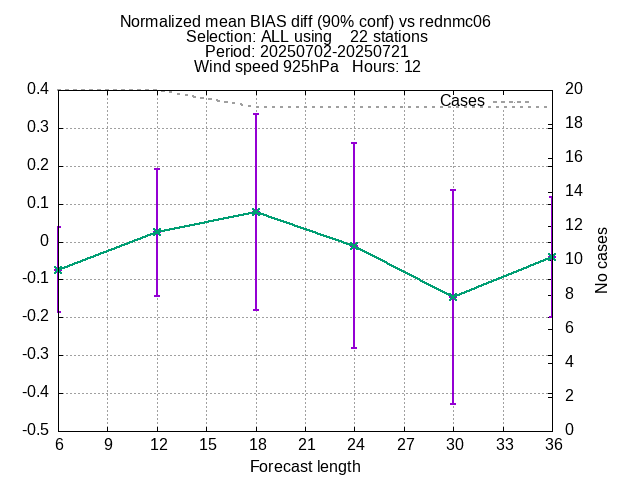 Normalized mean BIAS diff (90% conf) vs rednmc06
Selection: ALL using    22 stations
Period: 20250702-20250721
Wind speed 925hPa   Hours: 12
Cases
0.4
0.3
0.2
0.1
0
-0.1
-0.2
-0.3
-0.4
-0.5
20
18
16
14
12
10
8
6
4
2
0
No cases
6 9 12 15 18 21 24 27 30 33 36
Forecast length